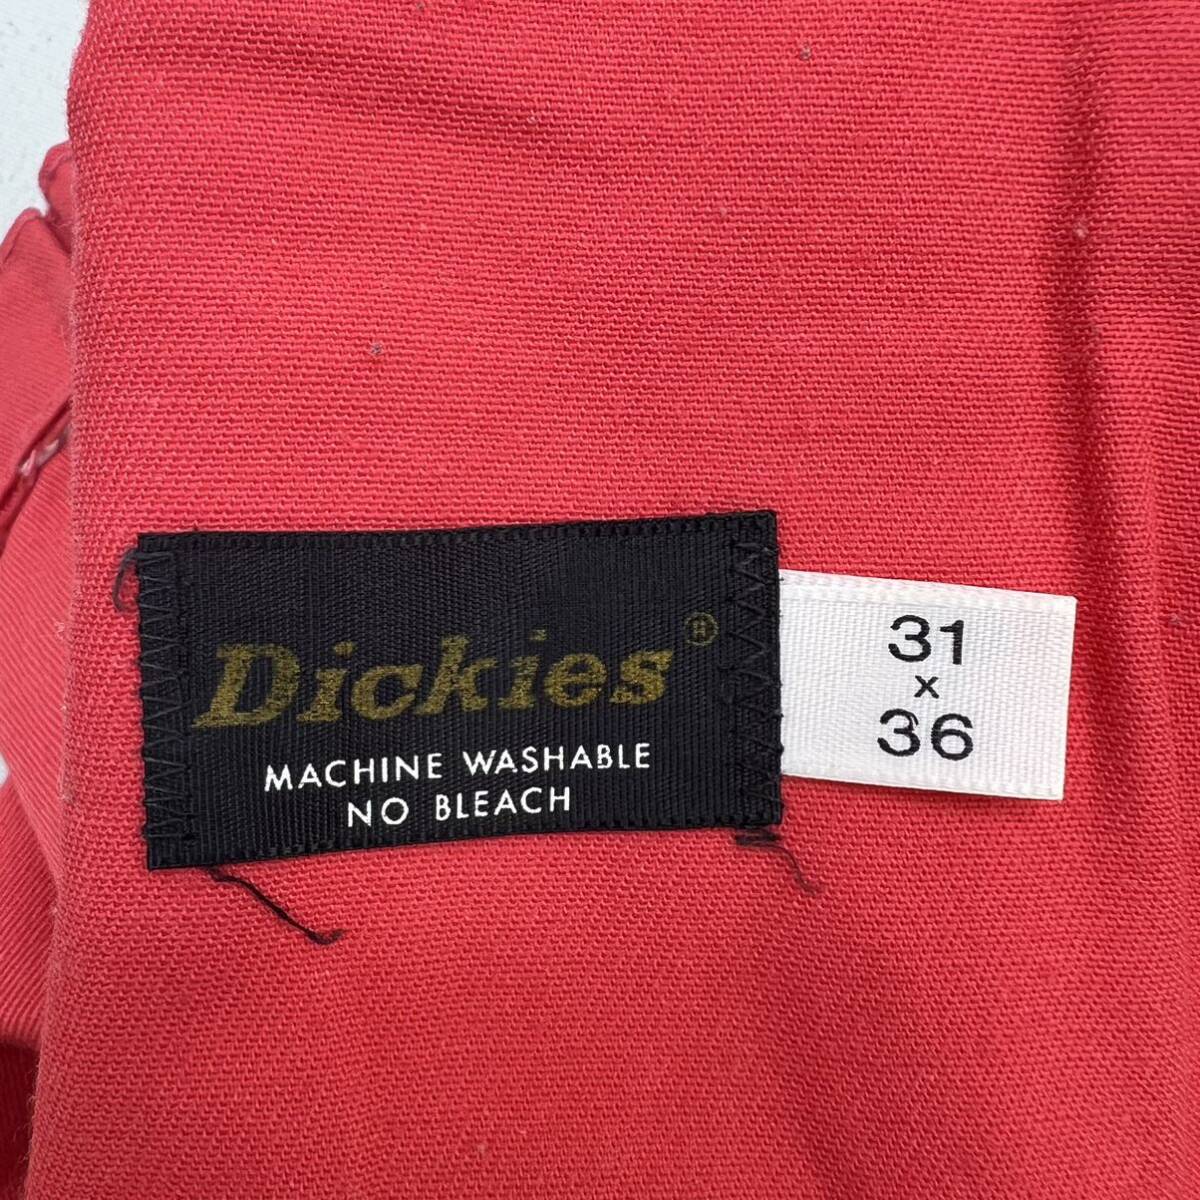 Dickies®
MACHINE WASHABLE
NO BLEACH
31
x
36